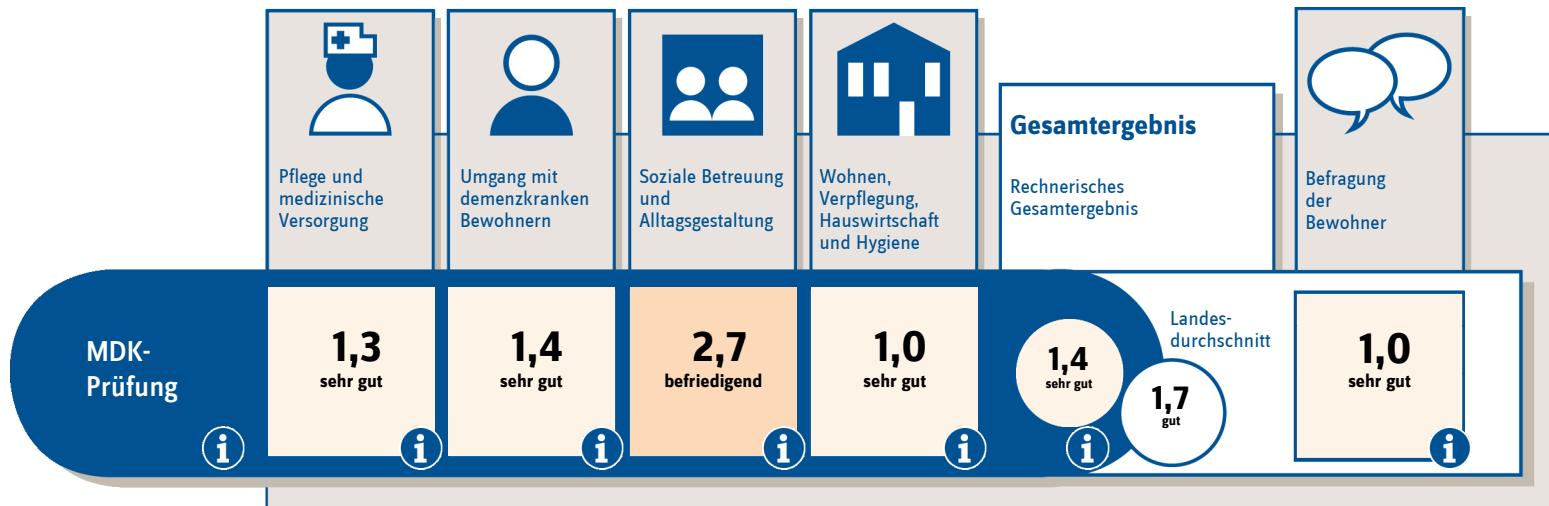 Pflege und
medizinische
Versorgung
Umgang mit
demenzkranken
Bewohnern
Soziale Betreuung
und
Alltagsgestaltung
Wohnen,
Verpflegung,
Hauswirtschaft
und Hygiene
Gesamtergebnis
Rechnerisches
Gesamtergebnis
Befragung
der
Bewohner
MDK-
Prüfung
i
1,3
sehr gut
i
1,4
sehr gut
i
2,7
befriedigend
i
1,0
sehr gut
i
1,4
sehr gut
i
Landes-
durchschnitt
1,7
gut
1,0
sehr gut
i